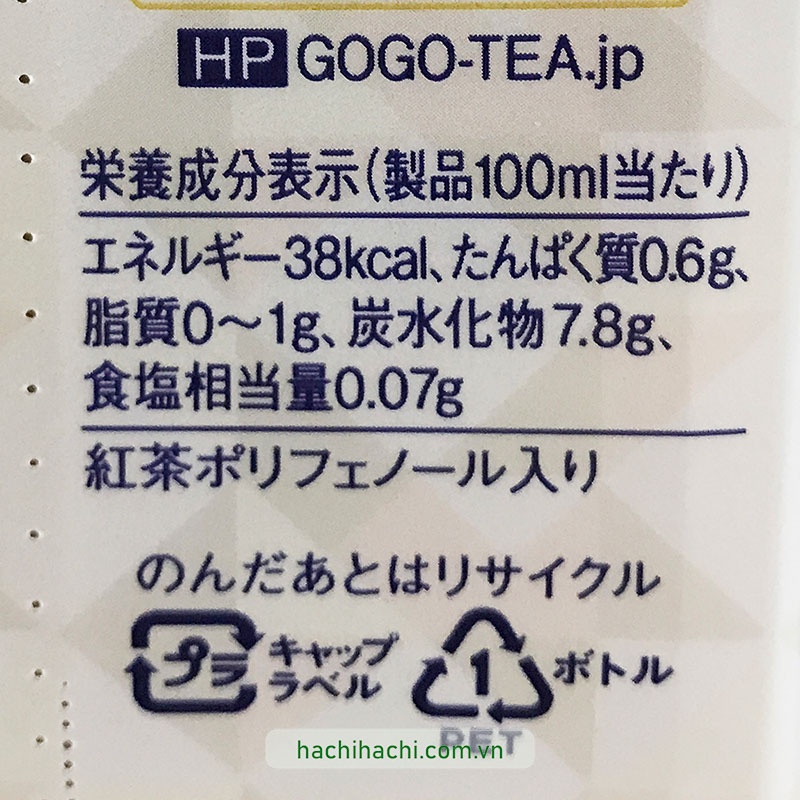 HP GOGO-TEA.jp
栄養成分表示(製品100ml当たり)
エネルギー38kcal、たんぱく質0.6g、
脂質0～1g、炭水化物7.8g、
食塩相当量0.07g
紅茶ポリフェノール入り
のんだあとはリサイクル
プラ キャップ
ラベル
1 ボトル
PET
hachihachi.com.vn